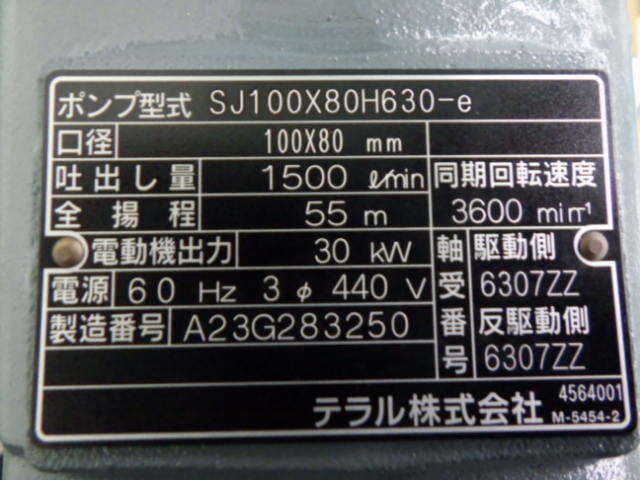 ポンプ型式 SJ100X80H630-e
口径 100X80 mm
吐出し量 1500 ℓ/min
全揚程 55 m
同期回転速度
3600 min⁻¹
電動機出力 30 kW
電源 60 Hz 3 φ 440 V
製造番号 A23G283250
軸受番号
駆動側
6307ZZ
反駆動側
6307ZZ
テラル株式会社
4564001
M-5454-2